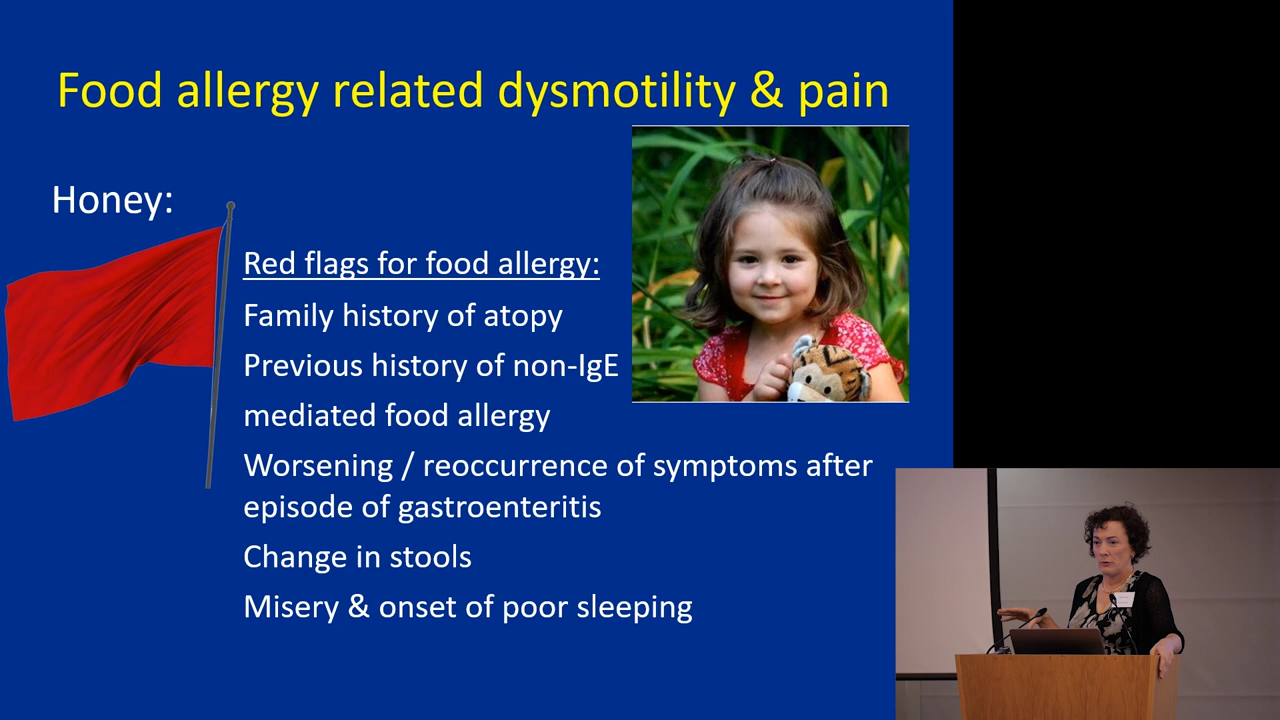 Food allergy related dysmotility & pain
Honey:
Red flags for food allergy:
Family history of atopy
Previous history of non-IgE
mediated food allergy
Worsening / reoccurrence of symptoms after
episode of gastroenteritis
Change in stools
Misery & onset of poor sleeping